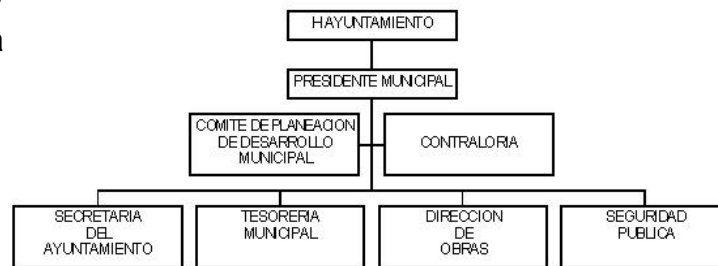 H AYUNTAMIENTO
PRESIDENTE MUNICIPAL
COMITE DE PLANEACION
DE DESARROLLO
MUNICIPAL
CONTRALORIA
SECRETARIA
DEL
AYUNTAMIENTO
TESORERIA
MUNICIPAL
DIRECCION
DE
OBRAS
SEGURIDAD
PUBLICA